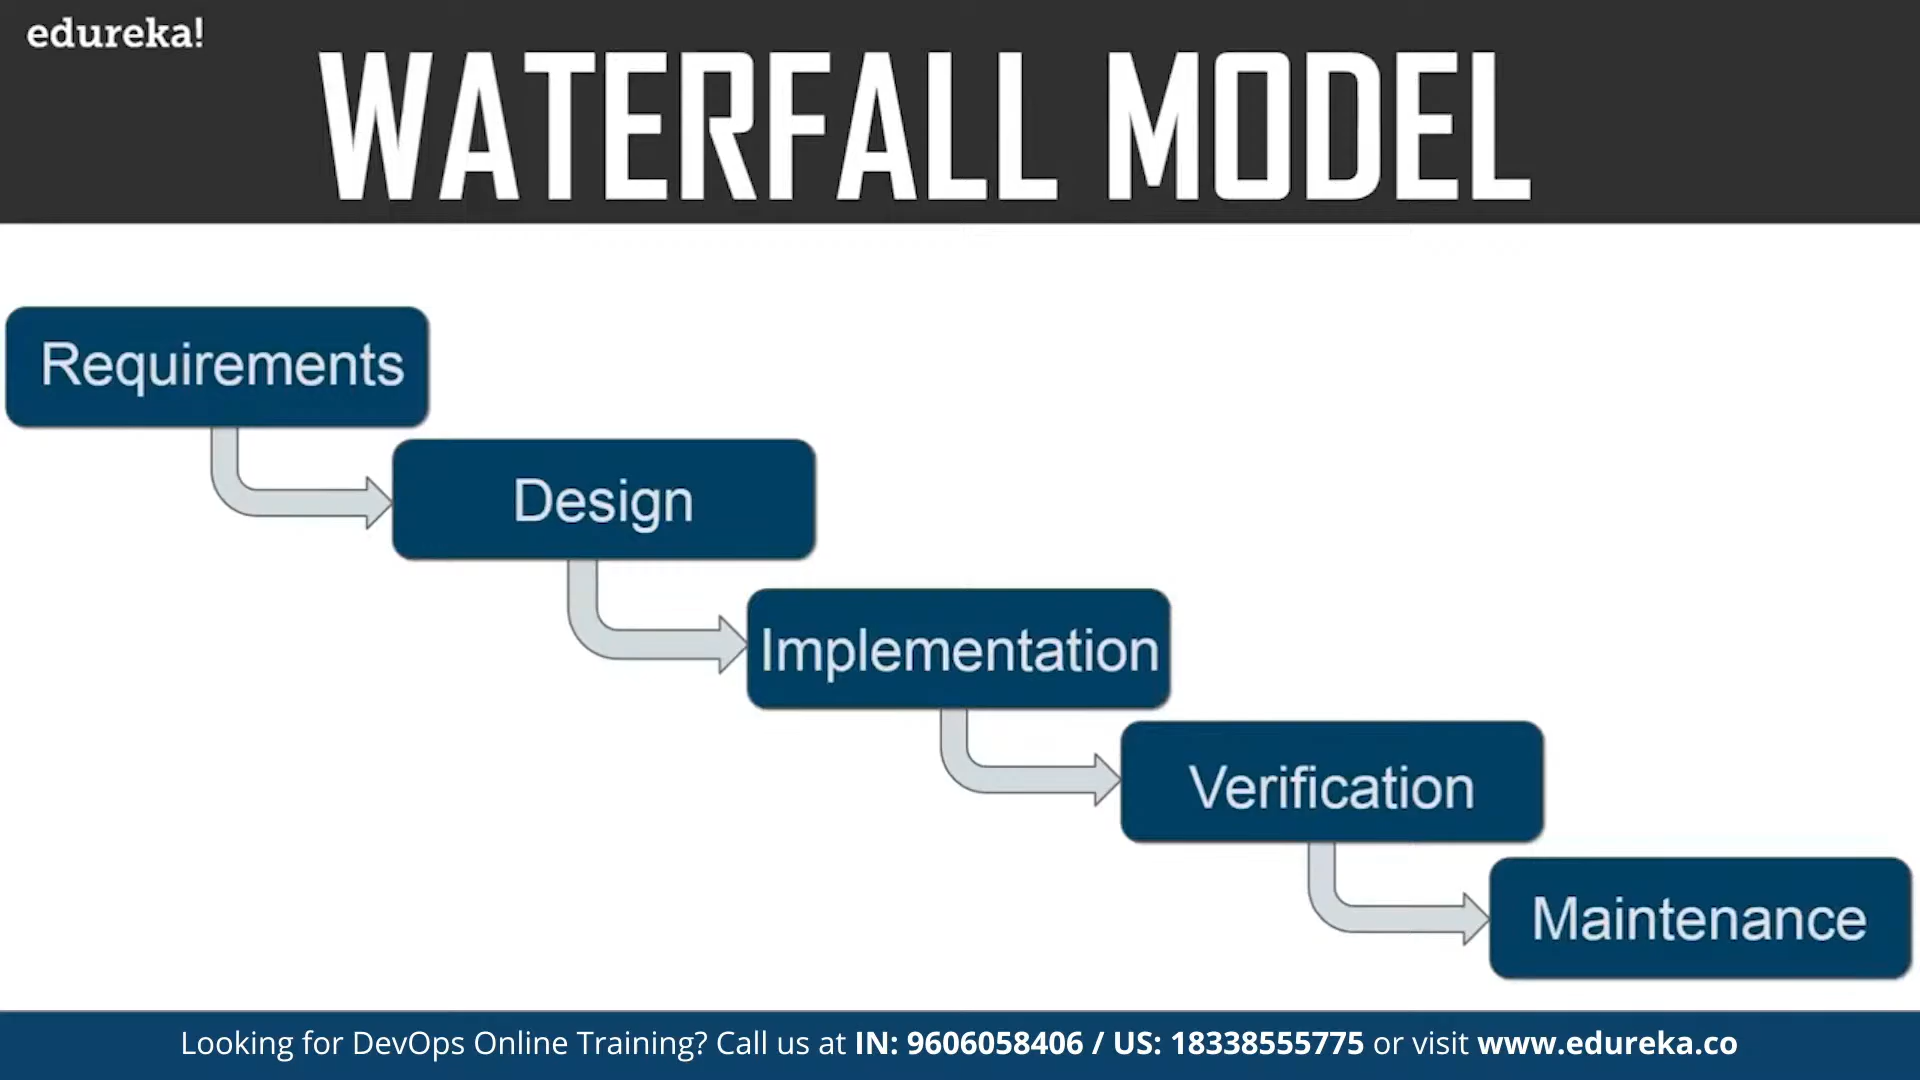 edureka!
WATERFALL MODEL
Requirements
Design
Implementation
Verification
Maintenance
Looking for DevOps Online Training? Call us at IN: 9606058406 / US: 18338555775 or visit www.edureka.co